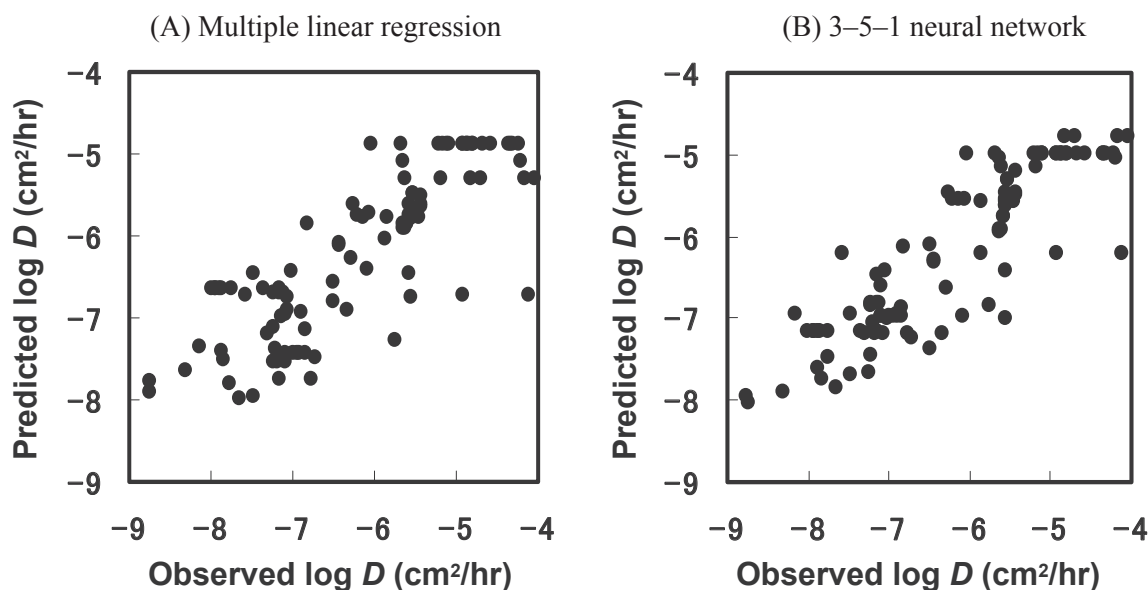 (A) Multiple linear regression
(B) 3–5–1 neural network
Predicted log D (cm²/hr)
−4
−5
−6
−7
−8
−9
−9 −8 −7 −6 −5 −4
Observed log D (cm²/hr)
Predicted log D (cm²/hr)
−4
−5
−6
−7
−8
−9
−9 −8 −7 −6 −5 −4
Observed log D (cm²/hr)